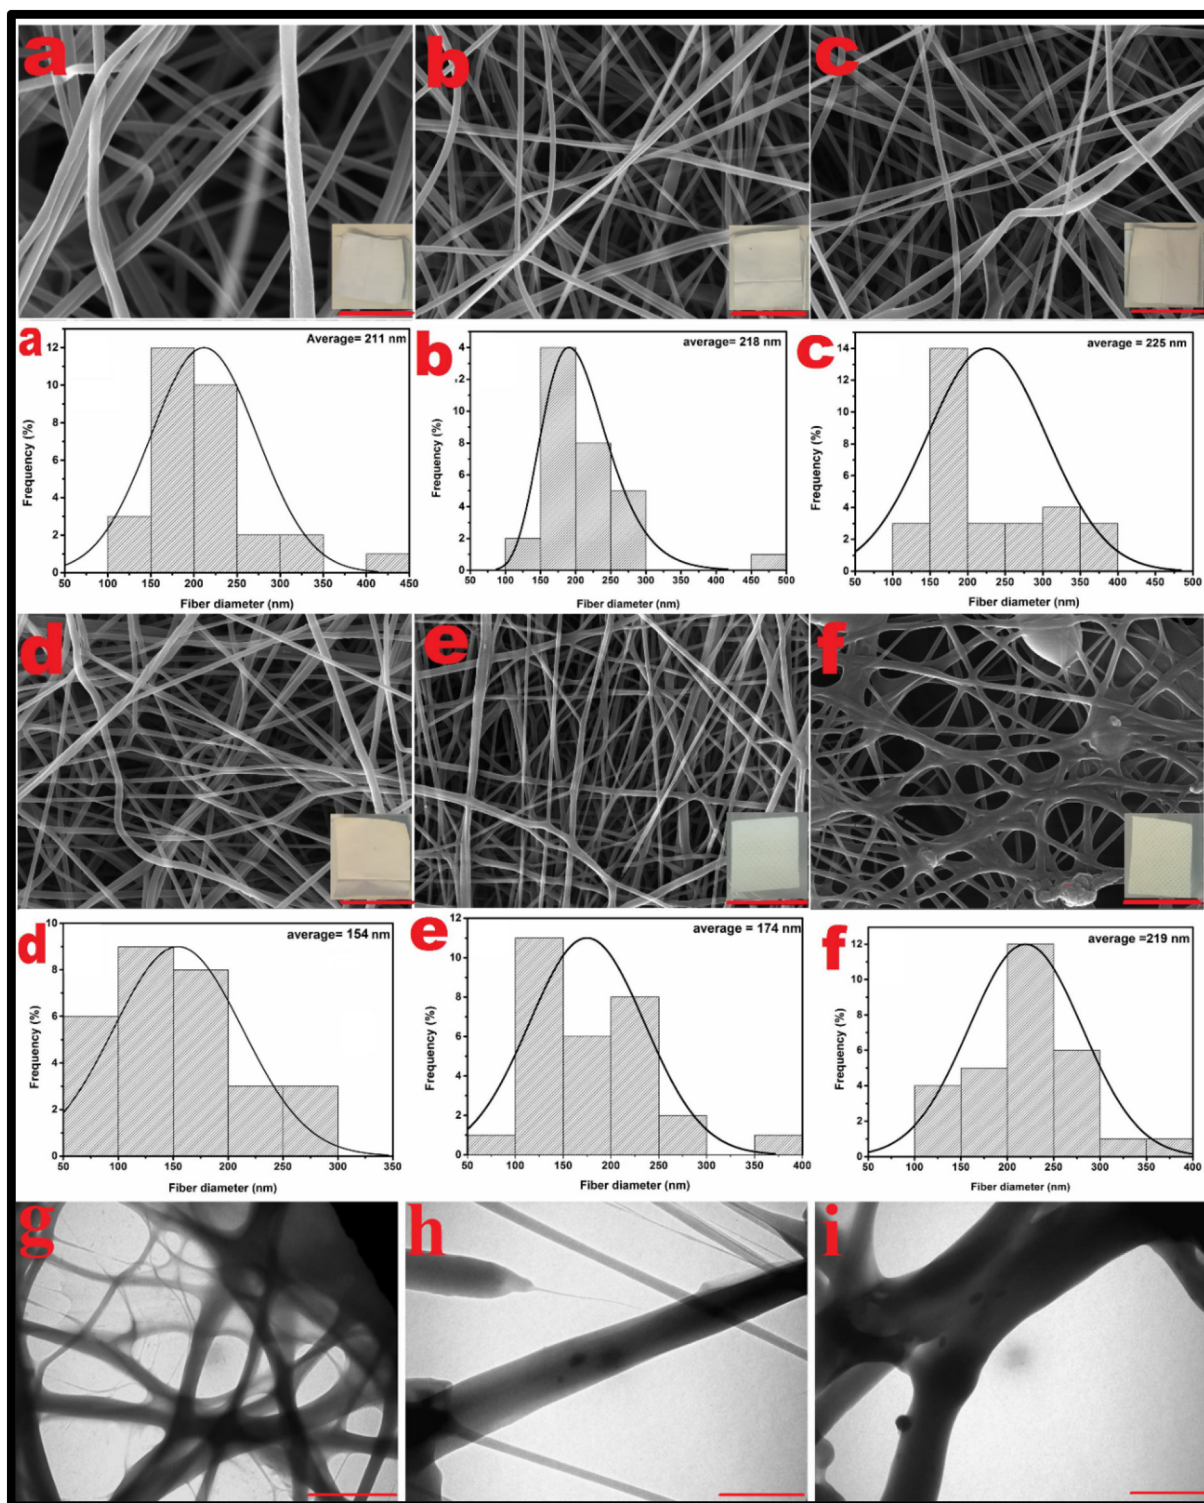 a b c
a
Average= 211 nm
12
10
8
6
4
2
0
Frequency (%)
50 100 150 200 250 300 350 400 450
Fiber diameter (nm)
b
average= 218 nm
4
2
10
8
6
4
2
0
Frequency (%)
50 100 150 200 250 300 350 400 450 500
Fiber diameter (nm)
c
average = 225 nm
14
12
10
8
6
4
2
0
Frequency (%)
50 100 150 200 250 300 350 400 450 500
Fiber diameter (nm)
d e f
d
average= 154 nm
10
8
6
4
2
0
Frequency (%)
50 100 150 200 250 300 350
Fiber diameter (nm)
e
average = 174 nm
12
10
8
6
4
2
0
Frequency (%)
50 100 150 200 250 300 350 400
Fiber diameter (nm)
f
average =219 nm
12
10
8
6
4
2
0
Frequency (%)
50 100 150 200 250 300 350 400
Fiber diameter (nm)
g h i